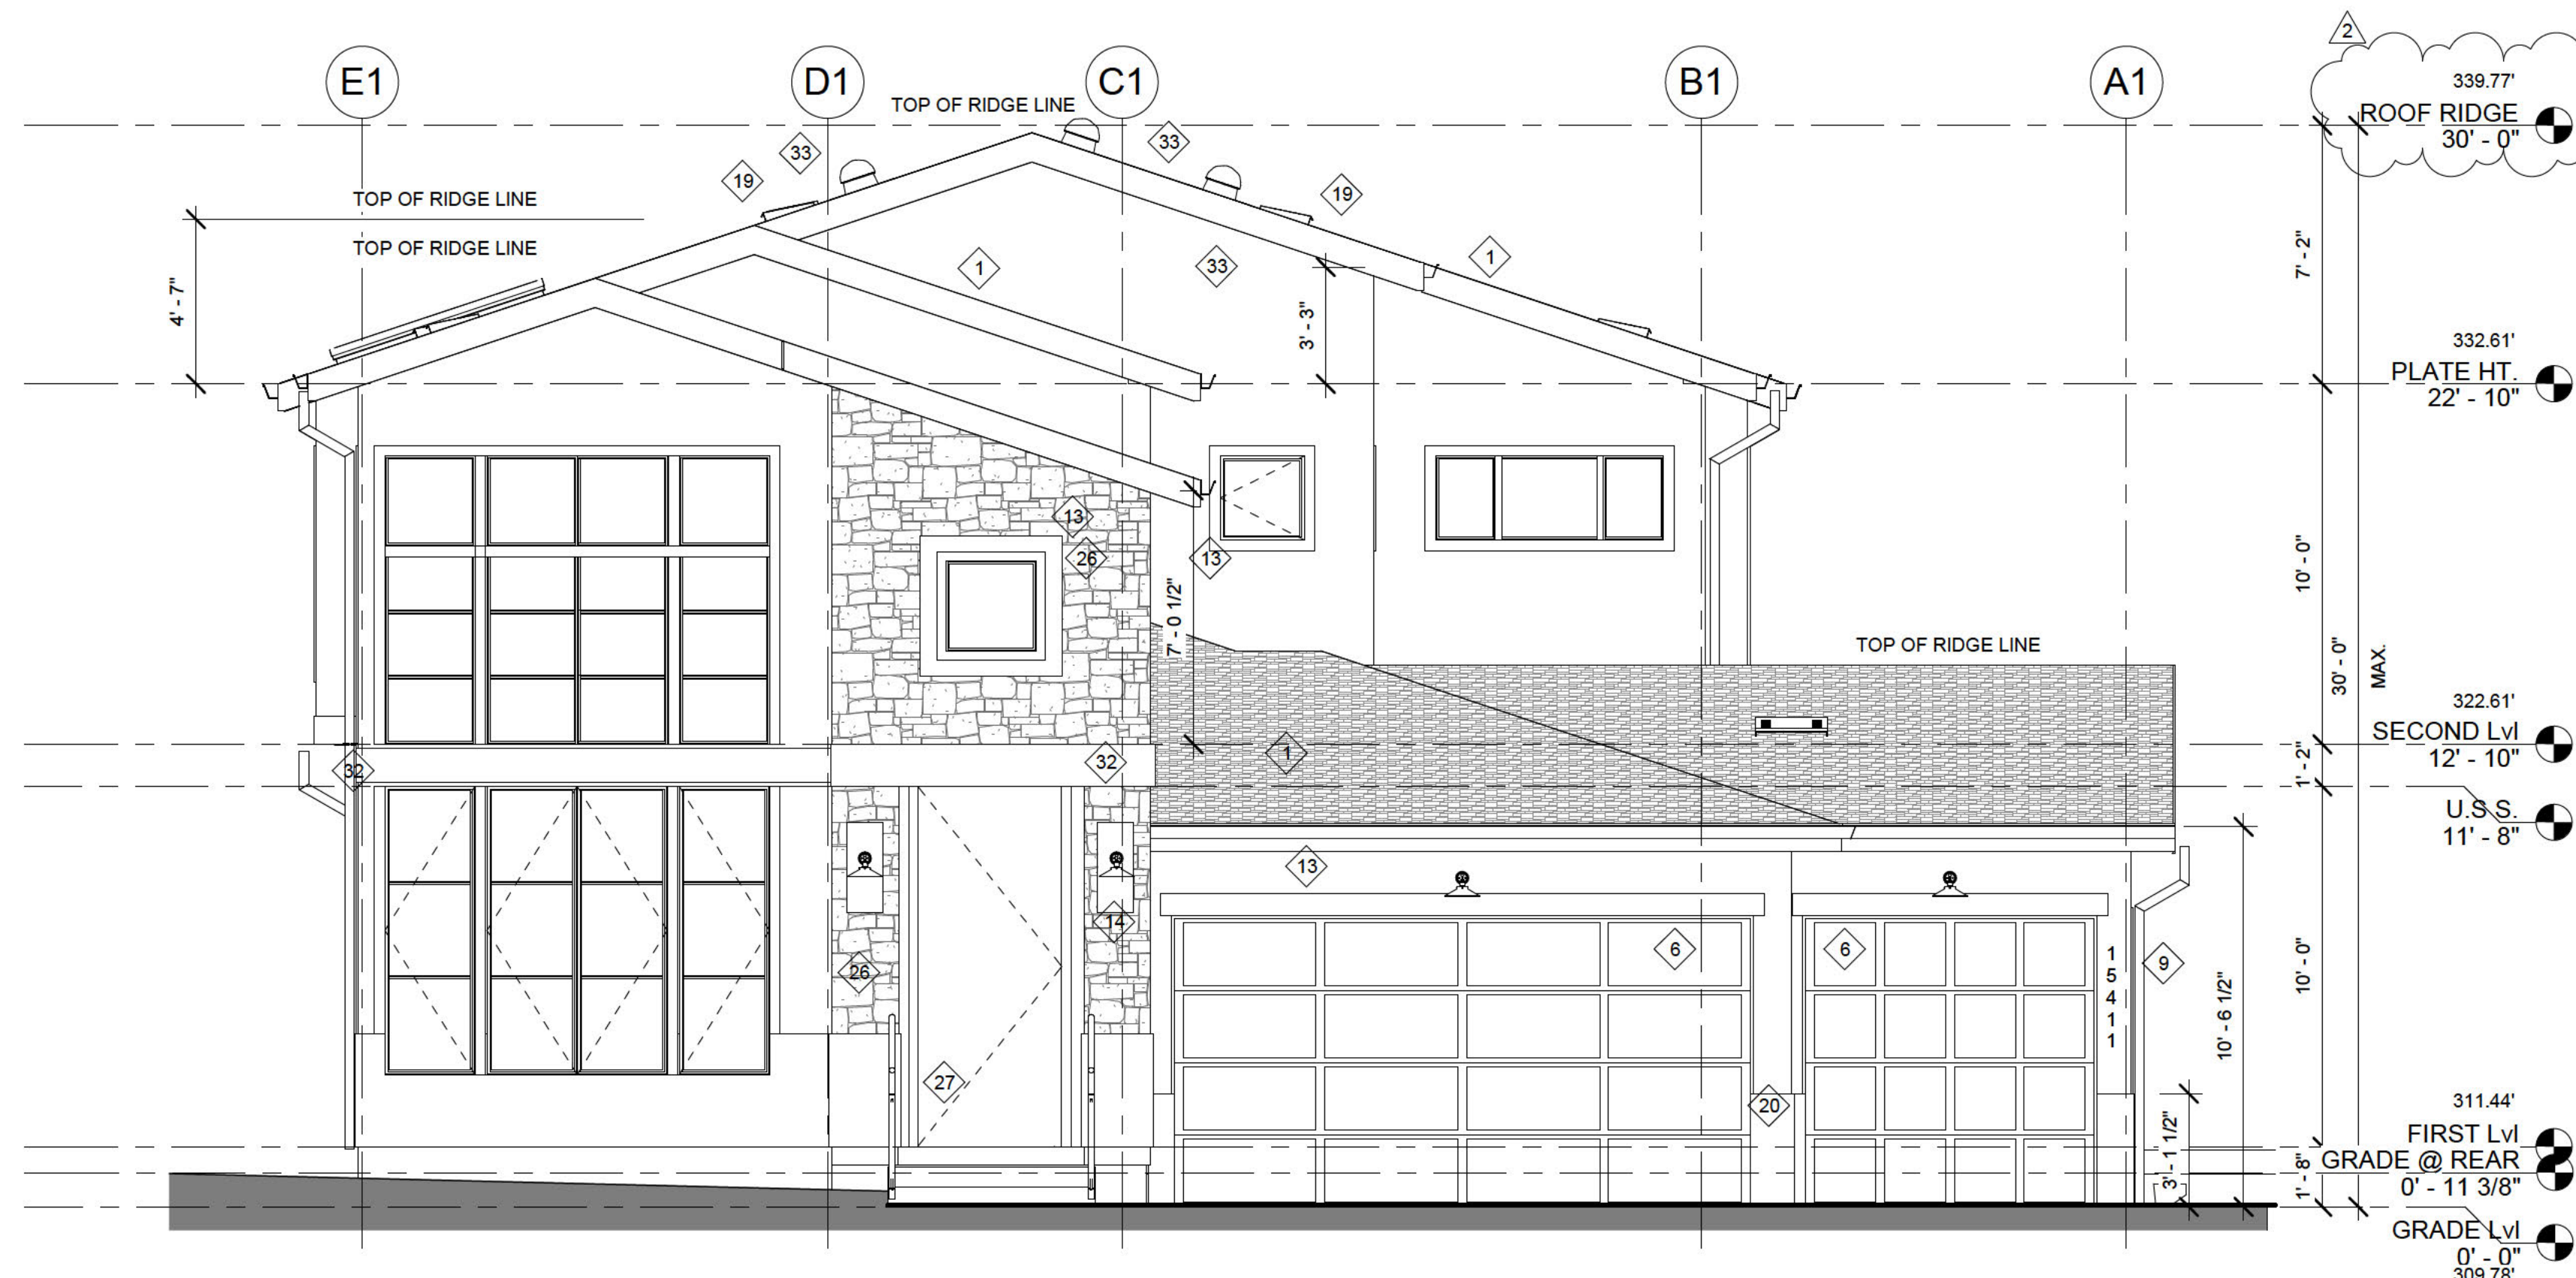 2
E1
D1
C1
B1
A1
339.77'
TOP OF RIDGE LINE
ROOF RIDGE
30' - 0"
33
33
19
19
TOP OF RIDGE LINE
TOP OF RIDGE LINE
1
33
1
7' - 2"
4' - 7"
3' - 3"
332.61'
PLATE HT.
22' - 10"
13
26
13
10' - 0"
7' - 0 1/2"
TOP OF RIDGE LINE
30' - 0"
MAX.
322.61'
SECOND Lvl
12' - 10"
32
32
1
1' - 2"
U.S.S.
11' - 8"
13
14
26
6
6
1
5
4
1
1
9
10' - 0"
10' - 6 1/2"
27
20
311.44'
FIRST Lvl
GRADE @ REAR
0' - 11 3/8"
3' - 1 1/2"
1' - 8"
GRADE Lvl
0' - 0"
309.78'